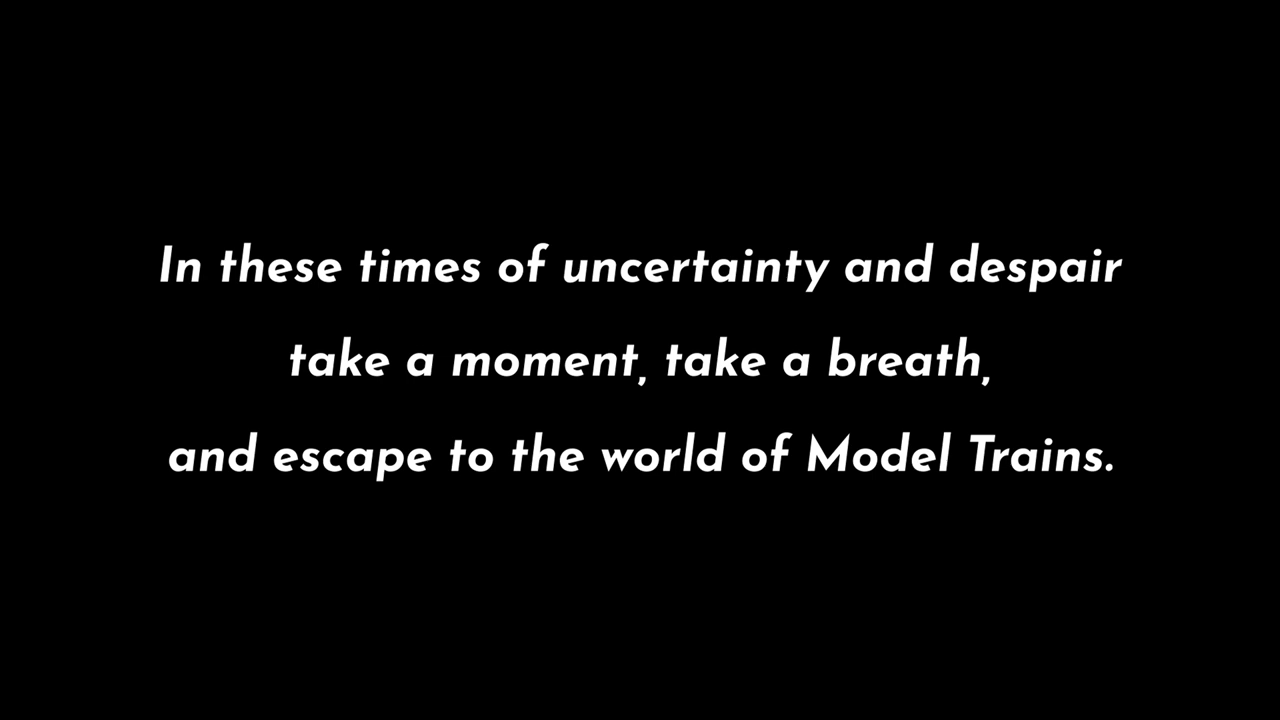 In these times of uncertainty and despair
take a moment, take a breath,
and escape to the world of Model Trains.